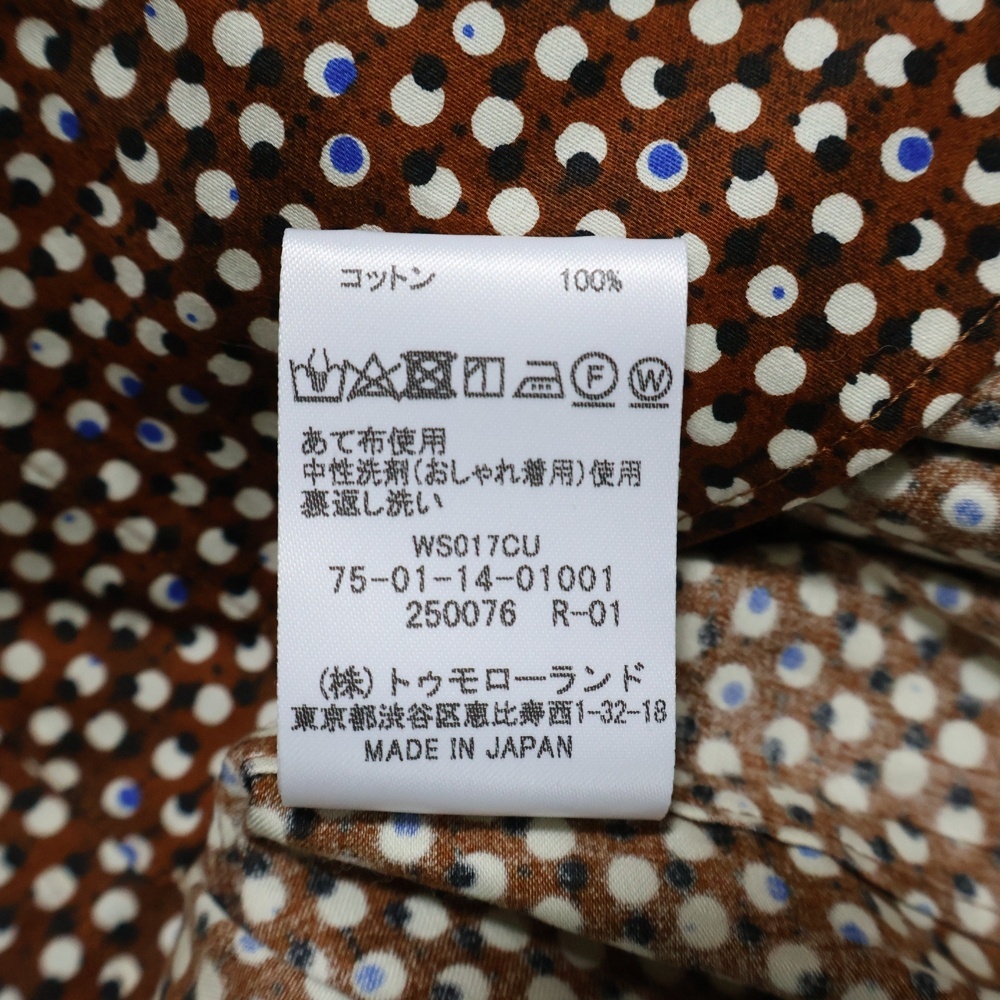 コットン 100%
F W
あて布使用
中性洗剤(おしゃれ着用)使用
裏返し洗い
WS017CU
75-01-14-01001
250076 R-01
(株)トゥモローランド
東京都渋谷区恵比寿西1-32-18
MADE IN JAPAN